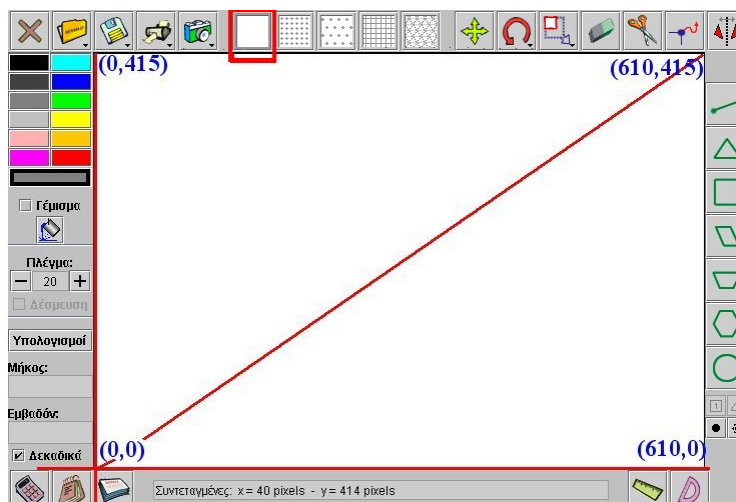 (0,415)
(610,415)
Γέμισμα
Πλέγμα:
20
Δέσμευση
Υπολογισμοί
Μήκος:
Εμβαδόν:
Δεκαδικά
(0,0)
(610,0)
Συντεταγμένες: x = 40 pixels - y = 414 pixels
1